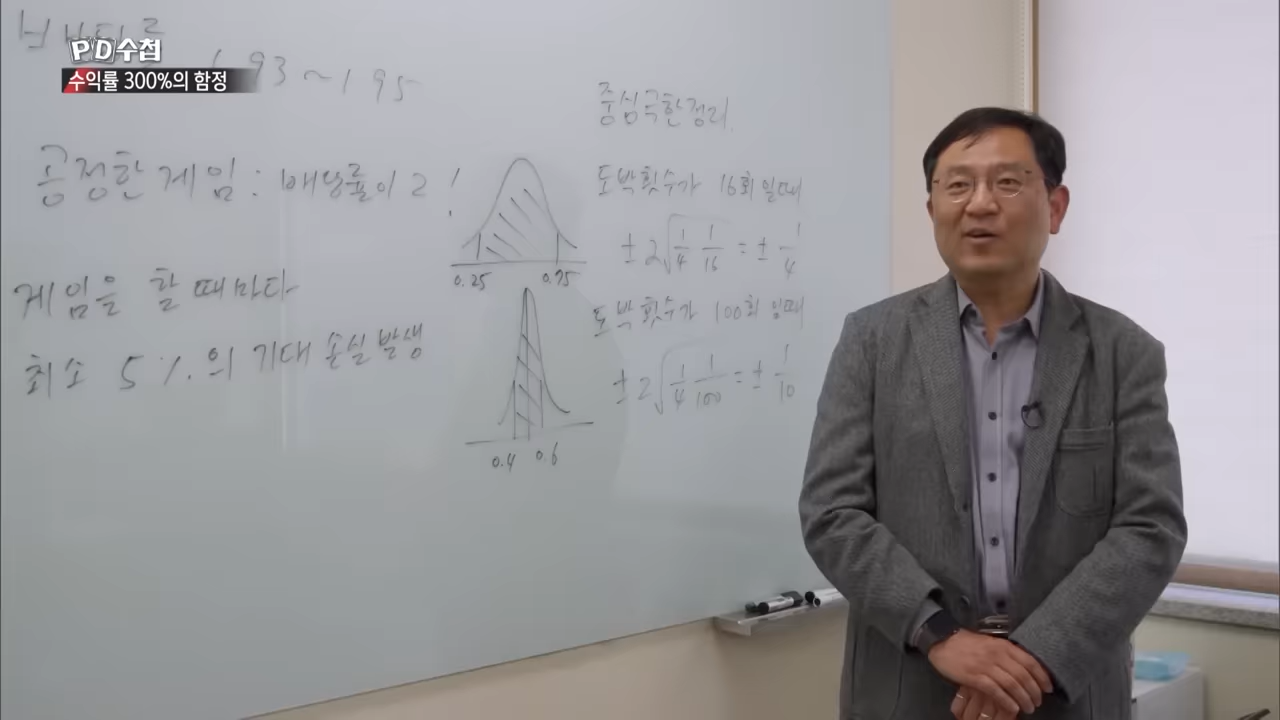 PD수첩
수익률 300%의 함정
1.93~1.95
공정한 게임: 배당률이 2!
게임을 할 때마다
최소 5%의 기대 손실 발생
0.25 0.75
0.4 0.6
중심극한정리.
도박횟수가 16회일때
±2√(1/4 1/16) = ±1/4
도박횟수가 100회 일때
±2√(1/4 1/100) = ±1/10